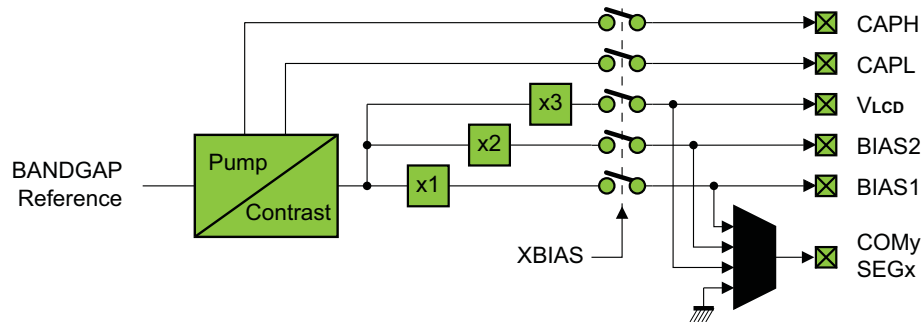 CAPH
CAPL
x3
VLCD
x2
BIAS2
Pump
BANDGAP
Reference
x1
BIAS1
Contrast
XBIAS
COMy
SEGx